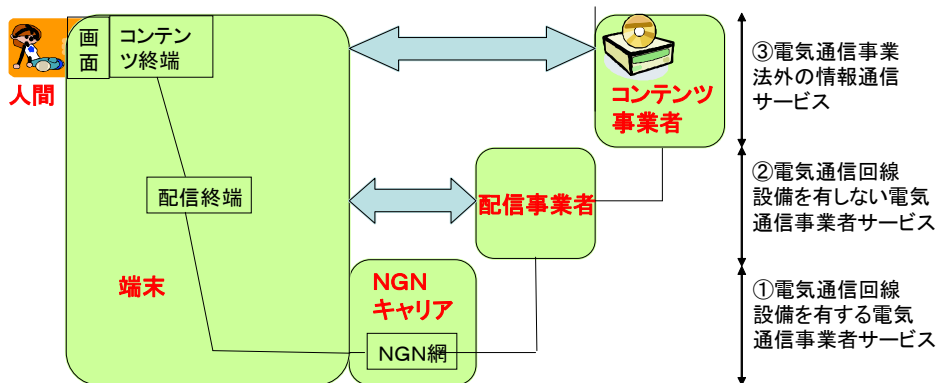 画
面
コンテン
ツ終端
人間
コンテンツ
事業者
③電気通信事業
法外の情報通信
サービス
配信終端
配信事業者
②電気通信回線
設備を有しない電気
通信事業者サービス
端末
NGN
キャリア
NGN網
①電気通信回線
設備を有する電気
通信事業者サービス